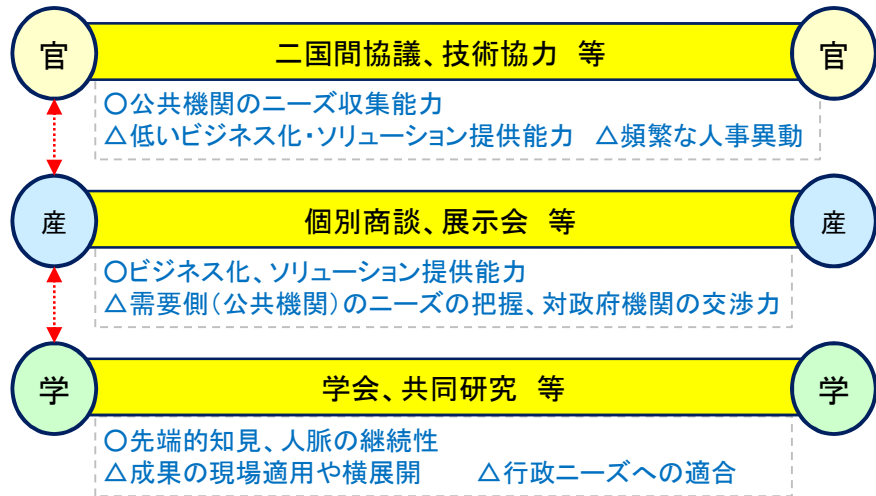 官 二国間協議、技術協力 等 官
〇公共機関のニーズ収集能力
△低いビジネス化・ソリューション提供能力 △頻繁な人事異動
産 個別商談、展示会 等 産
〇ビジネス化、ソリューション提供能力
△需要側(公共機関)のニーズの把握、対政府機関の交渉力
学 学会、共同研究 等 学
〇先端的知見、人脈の継続性
△成果の現場適用や横展開 △行政ニーズへの適合